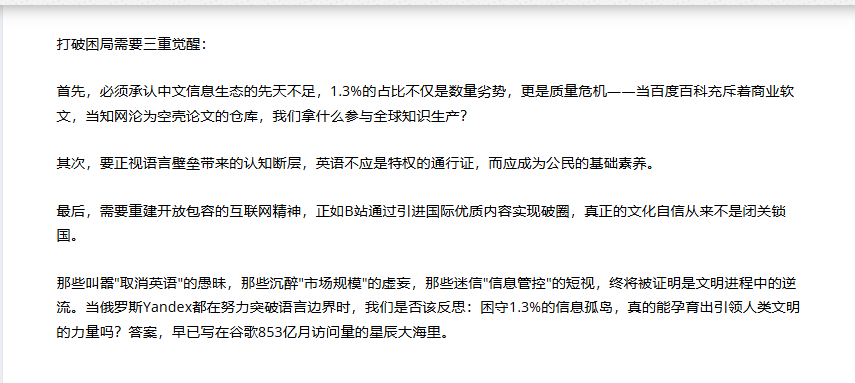 打破困局需要三重觉醒：
首先，必须承认中文信息生态的先天不足，1.3%的占比不仅是数量劣势，更是质量危机——当百度百科充斥着商业软
文，当知网沦为空壳论文的仓库，我们拿什么参与全球知识生产？
其次，要正视语言壁垒带来的认知断层，英语不应是特权的通行证，而应成为公民的基础素养。
最后，需要重建开放包容的互联网精神，正如B站通过引进国际优质内容实现破圈，真正的文化自信从来不是闭关锁
国。
那些叫嚣"取消英语"的愚昧，那些沉醉"市场规模"的虚妄，那些迷信"信息管控"的短视，终将被证明是文明进程中的逆
流。当俄罗斯Yandex都在努力突破语言边界时，我们是否该反思：困守1.3%的信息孤岛，真的能孕育出引领人类文明
的力量吗？答案，早已写在谷歌853亿月访问量的星辰大海里。